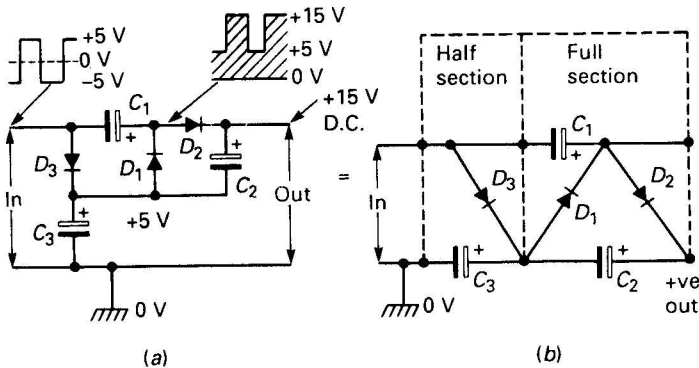 +5 V
0 V
−5 V
+15 V
+5 V
0 V
+15 V
D.C.
C1
+
D2
D3
D1
+
C2
In
Out
+5 V
+
C3
0 V
(a)
=
Half
section
Full
section
C1
+
D3
D1
D2
In
+
C3
+
C2
+ve
out
0 V
(b)